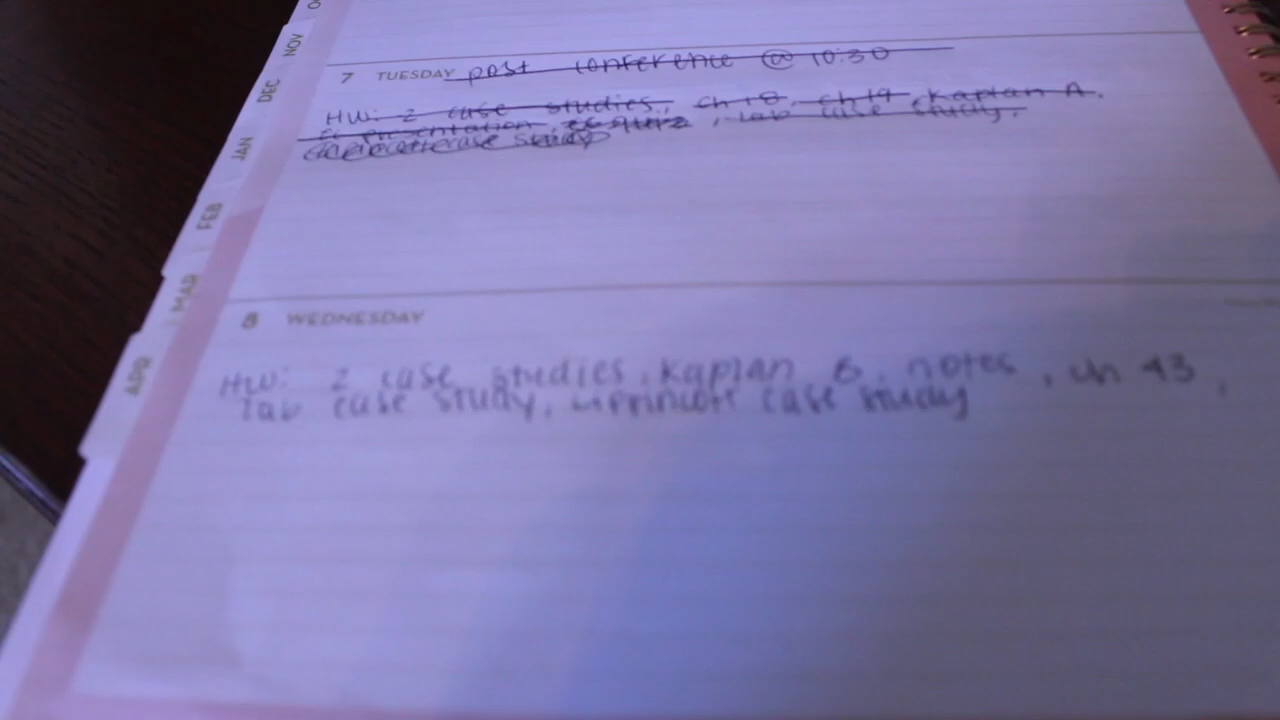 NOV
DEC
JAN
FEB
MAR
APR
7 TUESDAY post conference @ 10:30
HW: 2 case studies, ch 18, ch 19 Kaplan A.
presentation, quiz, lab case study,
case study
8 WEDNESDAY
HW: 2 case studies, Kaplan B, notes, ch 43,
lab case study, Lippincott case study